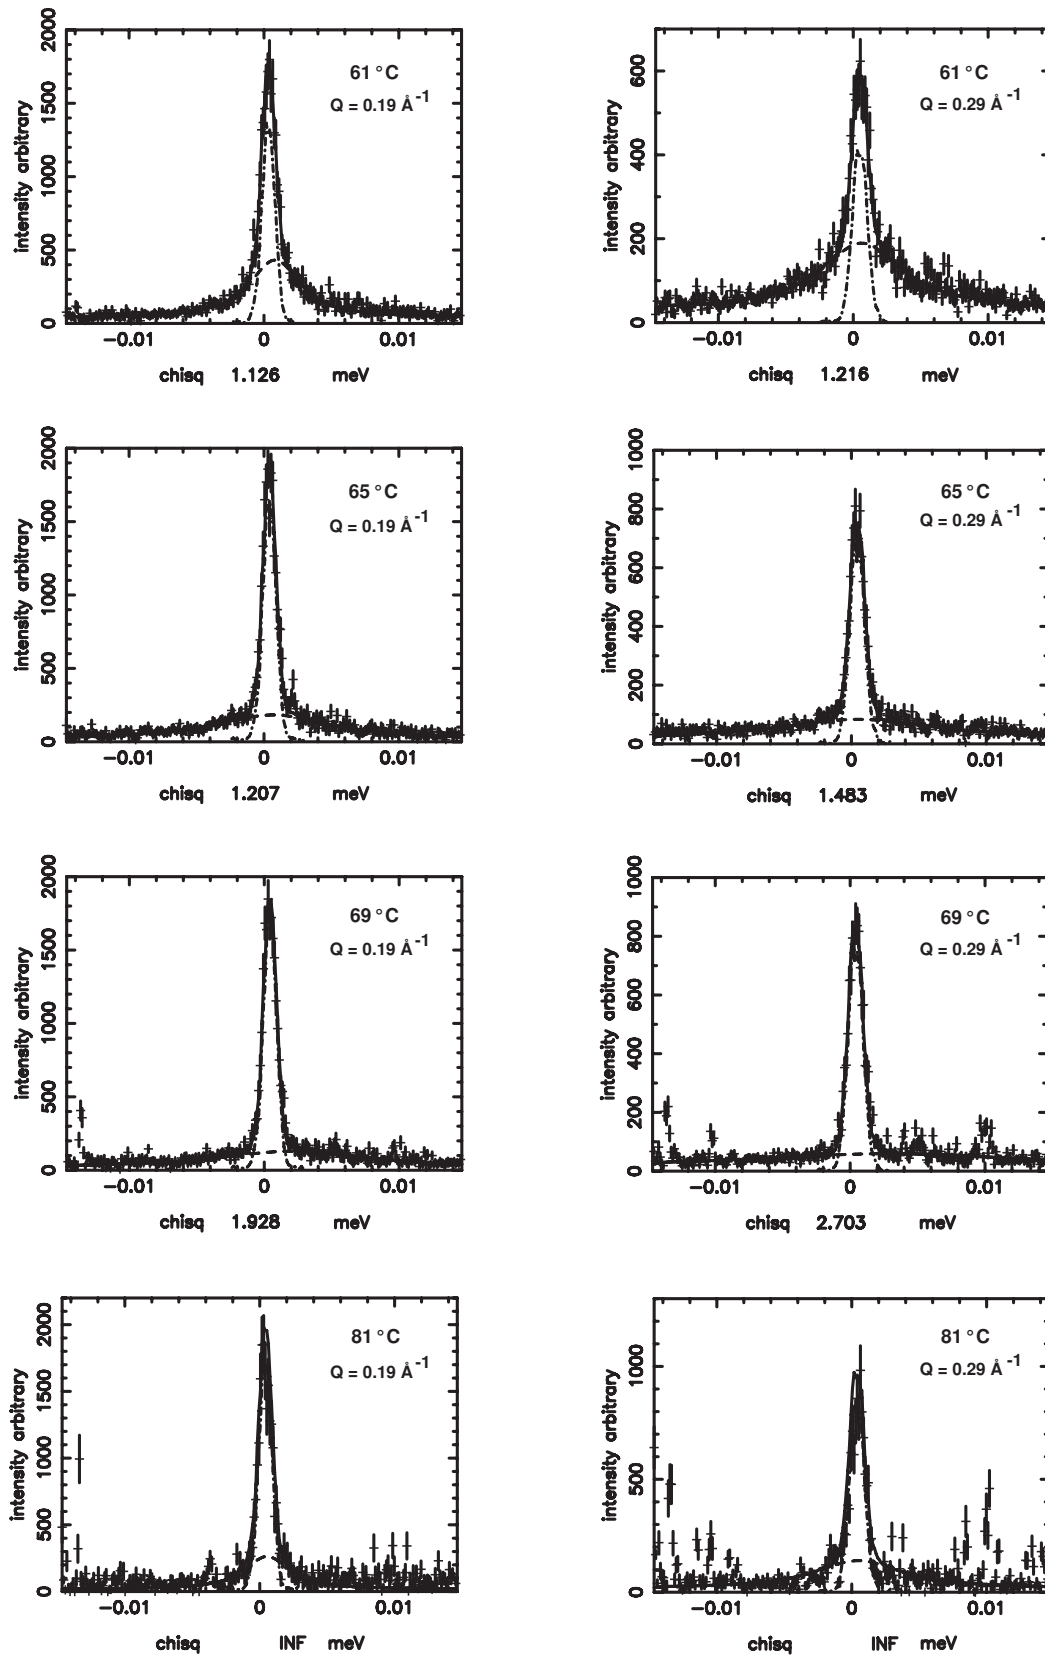 2000
1500
1000
500
0
intensity arbitrary
61 °C
Q = 0.19 Å-1
−0.01 0 0.01
chisq 1.126 meV
600
400
200
0
intensity arbitrary
61 °C
Q = 0.29 Å-1
−0.01 0 0.01
chisq 1.216 meV
2000
1500
1000
500
0
intensity arbitrary
65 °C
Q = 0.19 Å-1
−0.01 0 0.01
chisq 1.207 meV
1000
800
600
400
200
0
intensity arbitrary
65 °C
Q = 0.29 Å-1
−0.01 0 0.01
chisq 1.483 meV
2000
1500
1000
500
0
intensity arbitrary
69 °C
Q = 0.19 Å-1
−0.01 0 0.01
chisq 1.928 meV
1000
800
600
400
200
0
intensity arbitrary
69 °C
Q = 0.29 Å-1
−0.01 0 0.01
chisq 2.703 meV
2000
1500
1000
500
0
intensity arbitrary
81 °C
Q = 0.19 Å-1
−0.01 0 0.01
chisq INF meV
1000
500
0
intensity arbitrary
81 °C
Q = 0.29 Å-1
−0.01 0 0.01
chisq INF meV